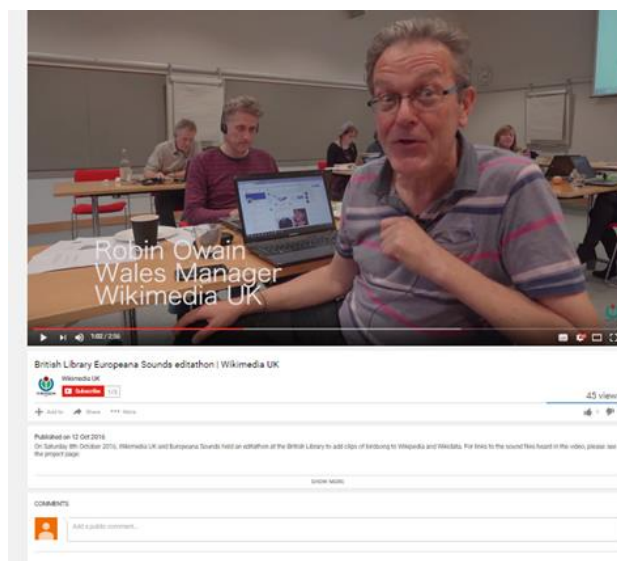 Robin Owain
Wales Manager
Wikimedia UK
1:02 / 2:56
British Library Europeana Sounds editathon | Wikimedia UK
Wikimedia UK
Subscribe
45 view
Add to Share More
Published on 12 Oct 2016
On Saturday 8th October 2016, Wikimedia UK and Europeana Sounds held an editathon at the British Library to add clips of birdsong to Wikipedia and Wikidata. For links to the sound files heard in the video, please see
the project page:
SHOW MORE
COMMENTS
Add a public comment...